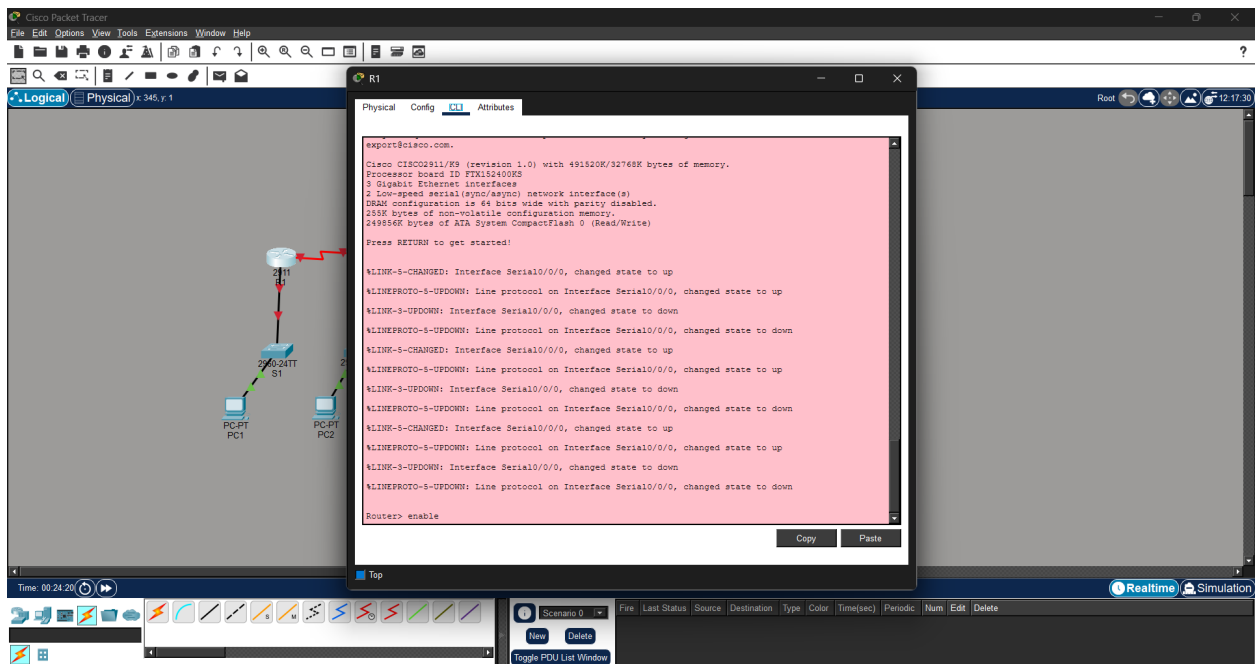 Cisco Packet Tracer
File Edit Options View Tools Extensions Window Help
?
R1
Logical Physical x: 345, y: 1
Root 12:17:30
Physical Config CLI Attributes
export@cisco.com.
Cisco CISCO2911/K9 (revision 1.0) with 491520K/32768K bytes of memory.
Processor board ID FTX152400KS
3 Gigabit Ethernet interfaces
2 Low-speed serial(sync/async) network interface(s)
DRAM configuration is 64 bits wide with parity disabled.
255K bytes of non-volatile configuration memory.
249856K bytes of ATA System CompactFlash 0 (Read/Write)
Press RETURN to get started!
%LINK-5-CHANGED: Interface Serial0/0/0, changed state to up
%LINEPROTO-5-UPDOWN: Line protocol on Interface Serial0/0/0, changed state to up
%LINK-3-UPDOWN: Interface Serial0/0/0, changed state to down
%LINEPROTO-5-UPDOWN: Line protocol on Interface Serial0/0/0, changed state to down
%LINK-5-CHANGED: Interface Serial0/0/0, changed state to up
%LINEPROTO-5-UPDOWN: Line protocol on Interface Serial0/0/0, changed state to up
%LINK-3-UPDOWN: Interface Serial0/0/0, changed state to down
%LINEPROTO-5-UPDOWN: Line protocol on Interface Serial0/0/0, changed state to down
%LINK-5-CHANGED: Interface Serial0/0/0, changed state to up
%LINEPROTO-5-UPDOWN: Line protocol on Interface Serial0/0/0, changed state to up
%LINK-3-UPDOWN: Interface Serial0/0/0, changed state to down
%LINEPROTO-5-UPDOWN: Line protocol on Interface Serial0/0/0, changed state to down
Router> enable
Copy Paste
Top
2911
R1
2960-24TT
S1
PC-PT
PC1
PC-PT
PC2
Time: 00:24:20
Realtime Simulation
Scenario 0
New Delete
Toggle PDU List Window
Fire Last Status Source Destination Type Color Time(sec) Periodic Num Edit Delete